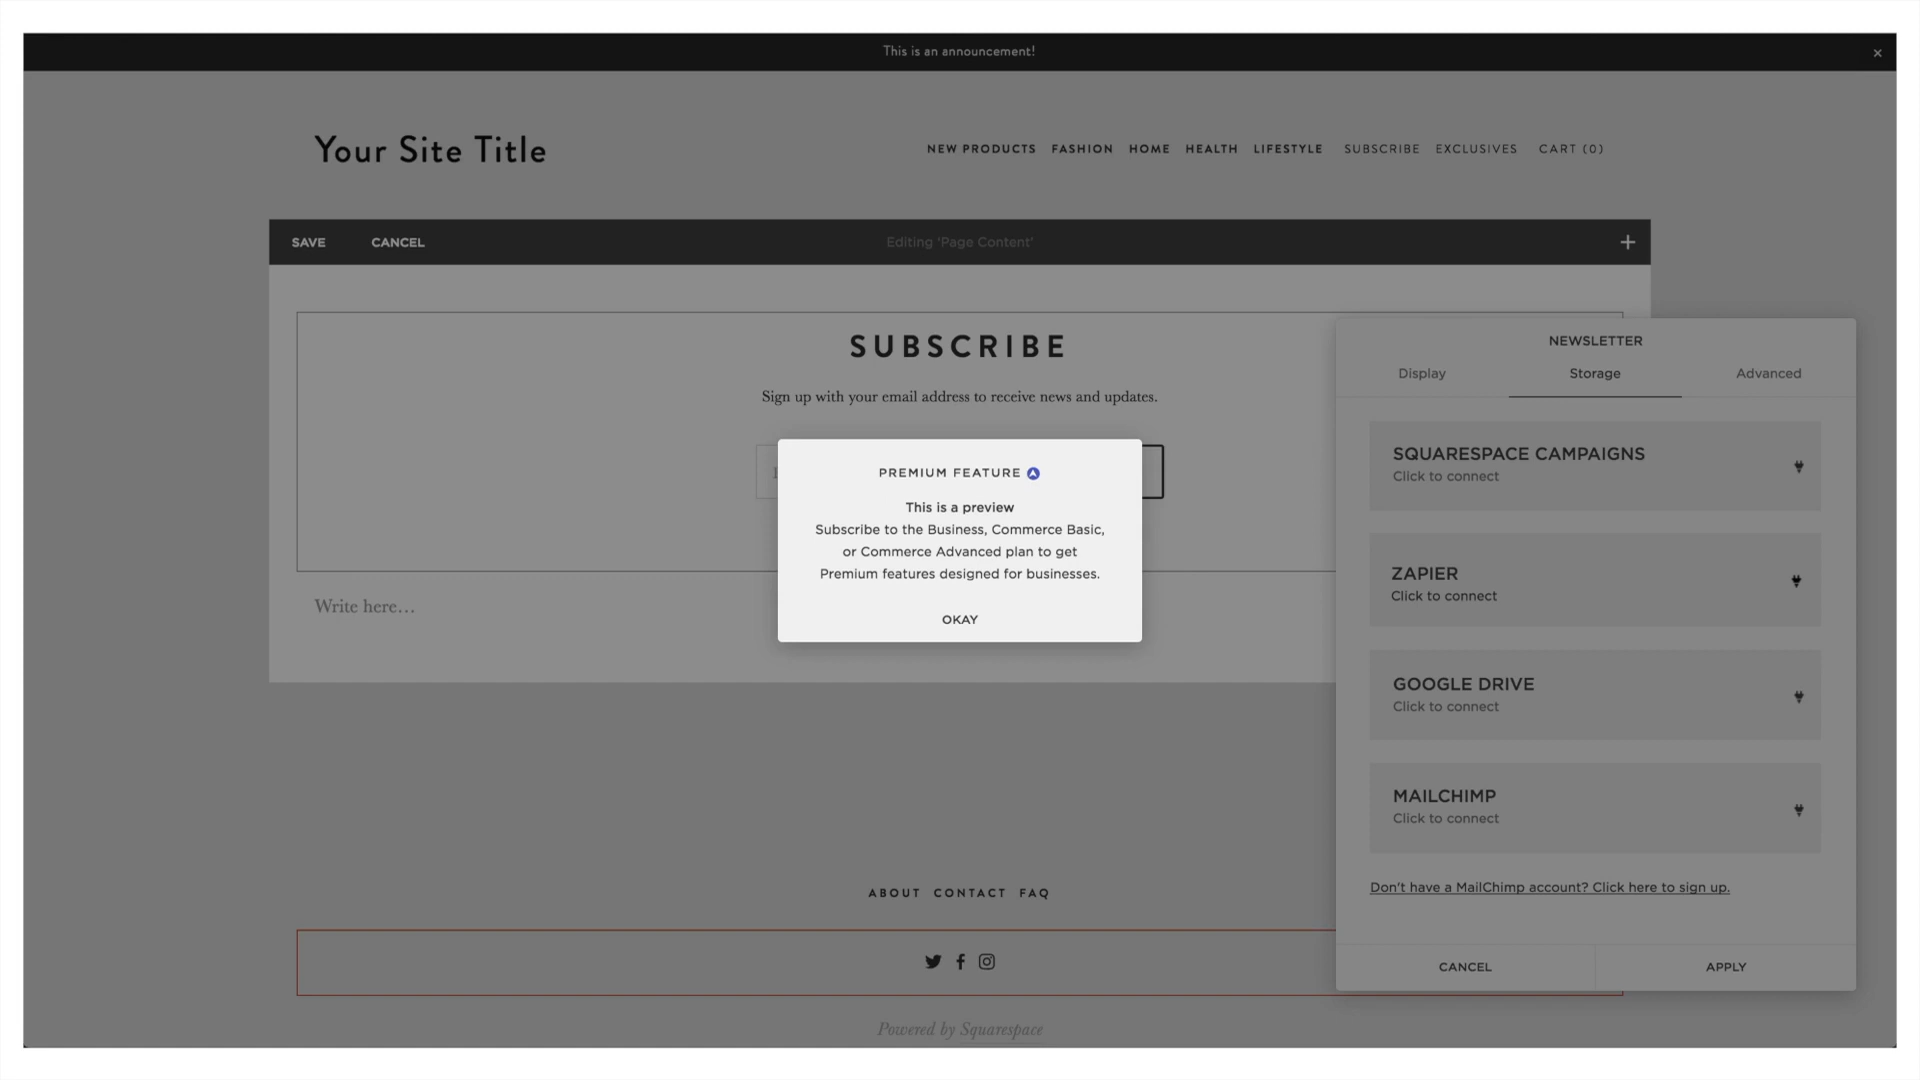 This is an announcement!
×
Your Site Title
NEW PRODUCTS FASHION HOME HEALTH LIFESTYLE SUBSCRIBE EXCLUSIVES CART (0)
SAVE CANCEL Editing 'Page Content' +
SUBSCRIBE
Sign up with your email address to receive news and updates.
PREMIUM FEATURE
This is a preview
Subscribe to the Business, Commerce Basic,
or Commerce Advanced plan to get
Premium features designed for businesses.
OKAY
Write here...
NEWSLETTER
Display Storage Advanced
SQUARESPACE CAMPAIGNS
Click to connect
ZAPIER
Click to connect
GOOGLE DRIVE
Click to connect
MAILCHIMP
Click to connect
Don't have a MailChimp account? Click here to sign up.
CANCEL APPLY
ABOUT CONTACT FAQ
Powered by Squarespace